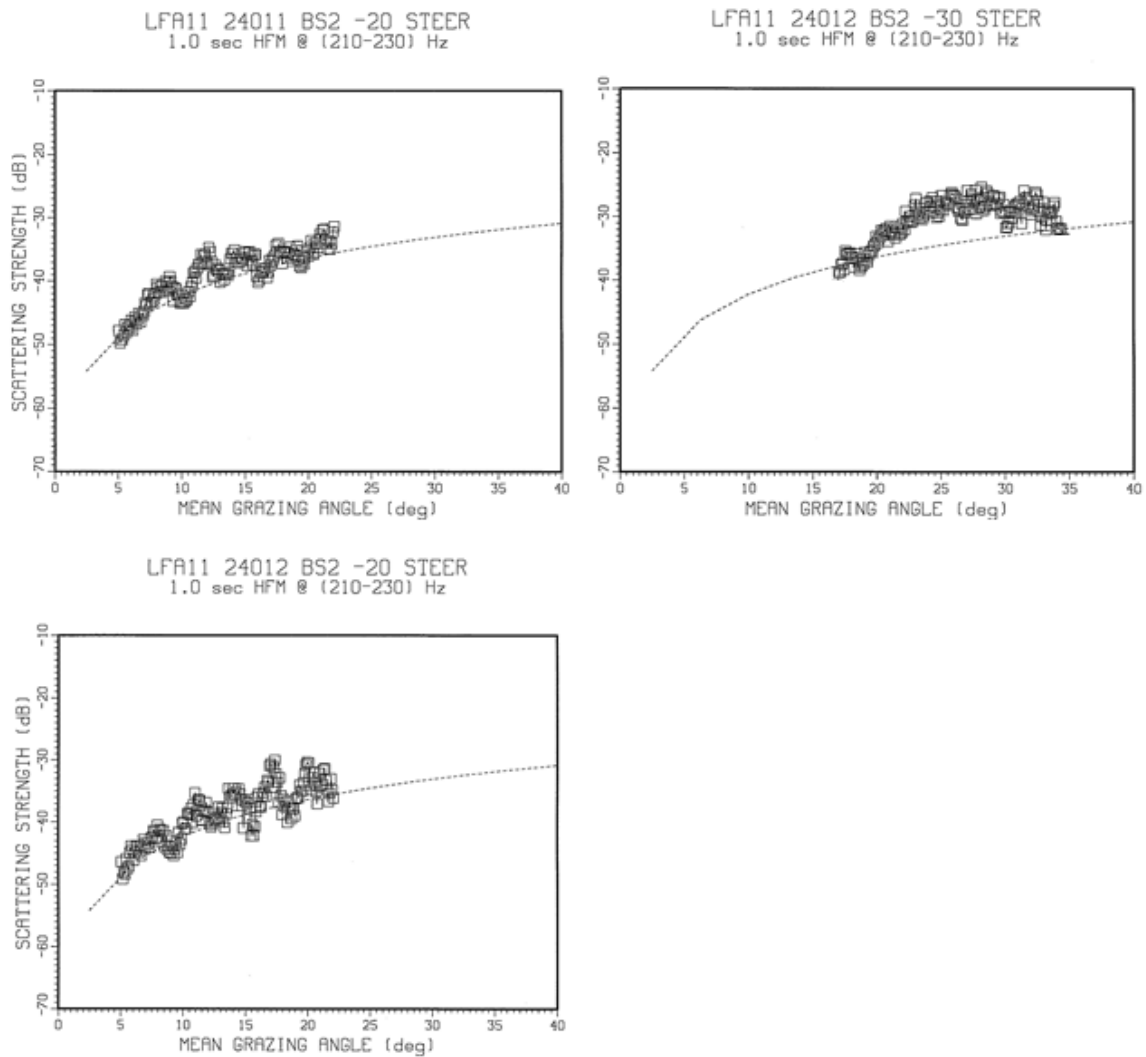 LFA11 24011 BS2 -20 STEER
1.0 sec HFM @ (210-230) Hz
SCATTERING STRENGTH (dB)
-10
-20
-30
-40
-50
-60
-70
0 5 10 15 20 25 30 35 40
MEAN GRAZING ANGLE (deg)
LFA11 24012 BS2 -30 STEER
1.0 sec HFM @ (210-230) Hz
SCATTERING STRENGTH (dB)
-10
-20
-30
-40
-50
-60
-70
0 5 10 15 20 25 30 35 40
MEAN GRAZING ANGLE (deg)
LFA11 24012 BS2 -20 STEER
1.0 sec HFM @ (210-230) Hz
SCATTERING STRENGTH (dB)
-10
-20
-30
-40
-50
-60
-70
0 5 10 15 20 25 30 35 40
MEAN GRAZING ANGLE (deg)